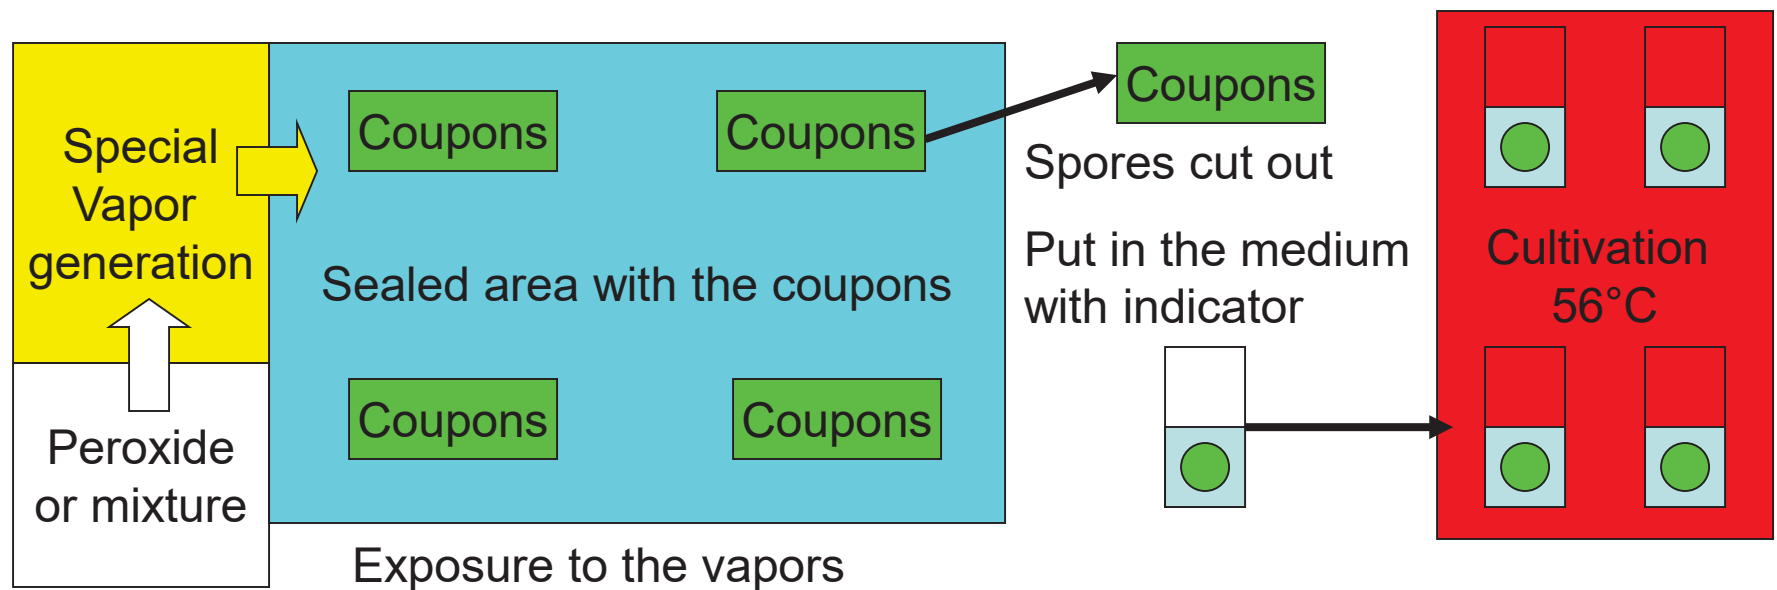 Special
Vapor
generation
Peroxide
or mixture
Coupons
Coupons
Sealed area with the coupons
Coupons
Coupons
Exposure to the vapors
Coupons
Spores cut out
Put in the medium
with indicator
Cultivation
56°C